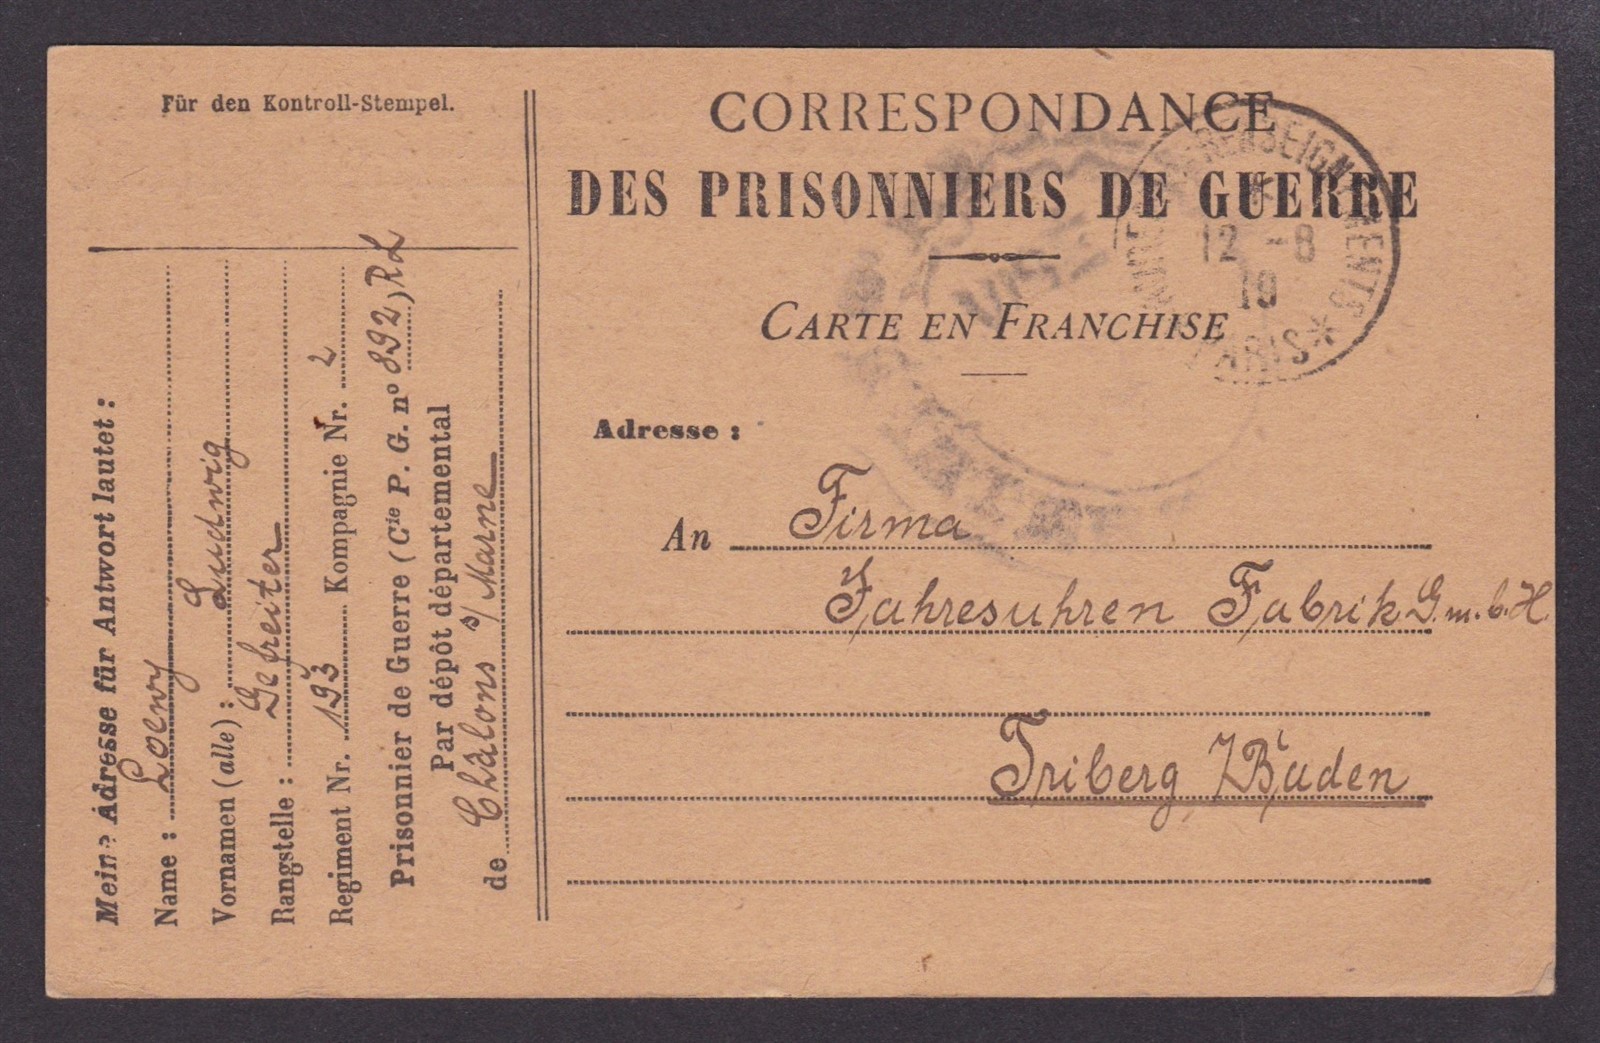 Für den Kontroll-Stempel.
Meine Adresse für Antwort lautet :
Name : Loewy
Vornamen (alle) : Ludwig
Rangstelle : Gefreiter
Regiment Nr. 193 Kompagnie Nr. 2
Prisonnier de Guerre (Cie P. G. nº 892, RL
Par dépôt départemental
de Châlons s/ Marne
CORRESPONDANCE
DES PRISONNIERS DE GUERRE
CARTE EN FRANCHISE
RENSEIGNEMENTS
12 - 8
19
PARIS *
Adresse :
An Firma
Jahresuhren Fabrik G.m.b.H.
Triberg /Baden